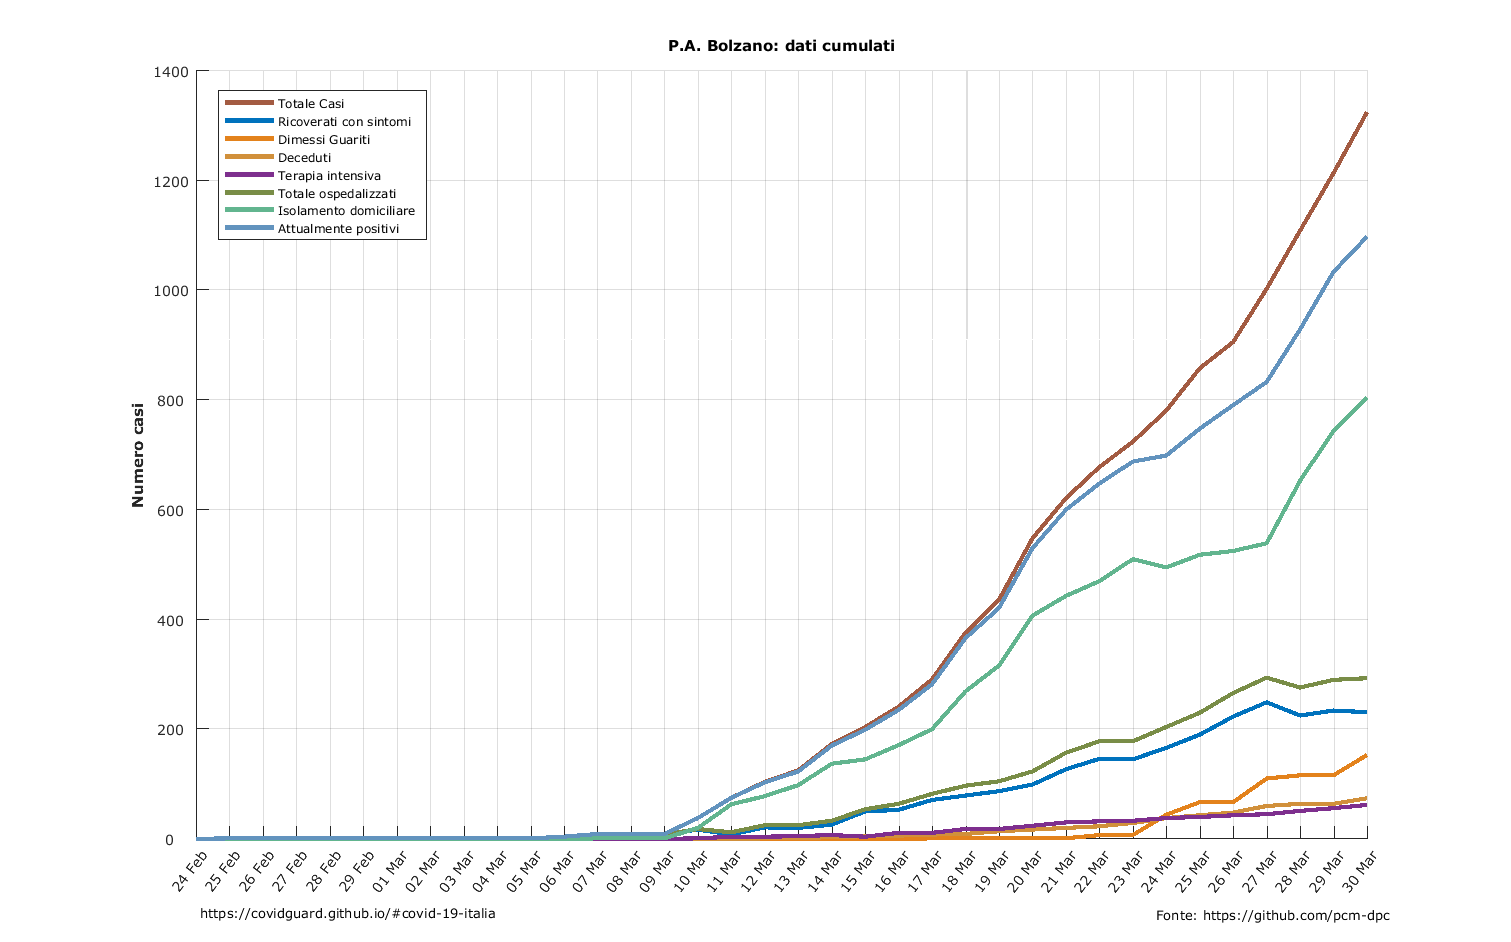 P.A. Bolzano: dati cumulati
1400
1200
1000
800
600
400
200
0
Numero casi
Totale Casi
Ricoverati con sintomi
Dimessi Guariti
Deceduti
Terapia intensiva
Totale ospedalizzati
Isolamento domiciliare
Attualmente positivi
24 Feb
25 Feb
26 Feb
27 Feb
28 Feb
29 Feb
01 Mar
02 Mar
03 Mar
04 Mar
05 Mar
06 Mar
07 Mar
08 Mar
09 Mar
10 Mar
11 Mar
12 Mar
13 Mar
14 Mar
15 Mar
16 Mar
17 Mar
18 Mar
19 Mar
20 Mar
21 Mar
22 Mar
23 Mar
24 Mar
25 Mar
26 Mar
27 Mar
28 Mar
29 Mar
30 Mar
https://covidguard.github.io/#covid-19-italia
Fonte: https://github.com/pcm-dpc